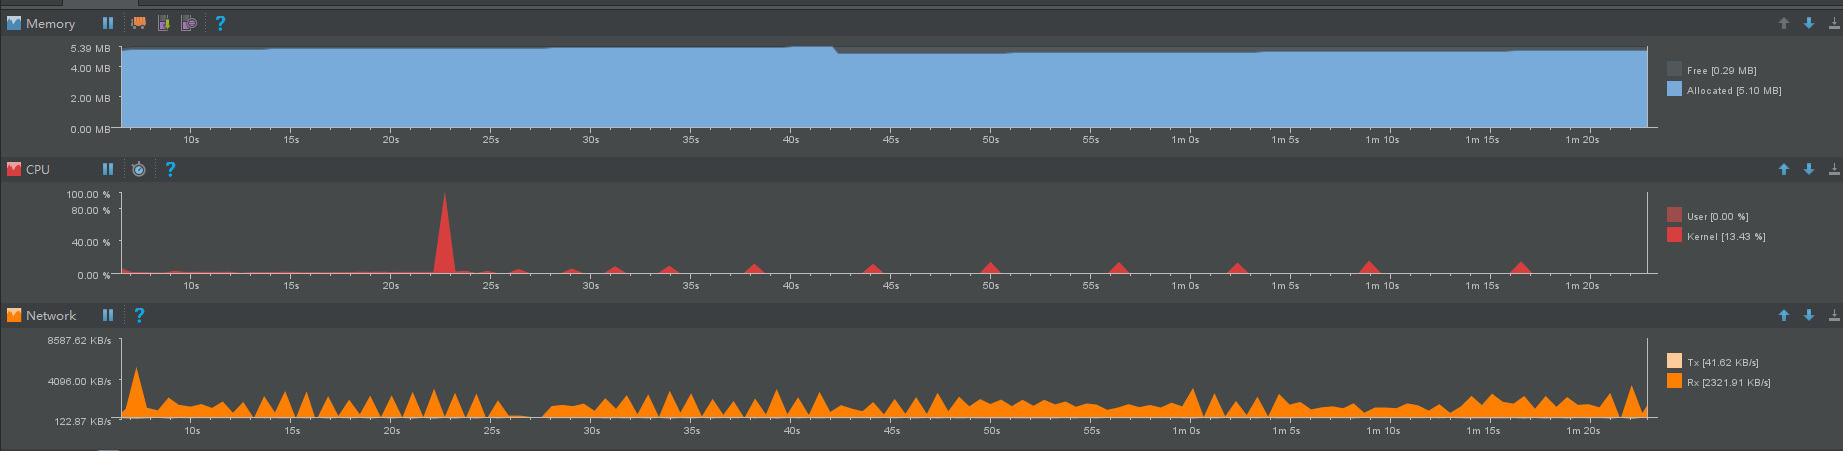 Memory ?
5.39 MB
4.00 MB
2.00 MB
0.00 MB
10s 15s 20s 25s 30s 35s 40s 45s 50s 55s 1m 0s 1m 5s 1m 10s 1m 15s 1m 20s
Free [0.29 MB]
Allocated [5.10 MB]
CPU ?
100.00 %
80.00 %
40.00 %
0.00 %
10s 15s 20s 25s 30s 35s 40s 45s 50s 55s 1m 0s 1m 5s 1m 10s 1m 15s 1m 20s
User [0.00 %]
Kernel [13.43 %]
Network ?
8587.62 KB/s
4096.00 KB/s
122.87 KB/s
10s 15s 20s 25s 30s 35s 40s 45s 50s 55s 1m 0s 1m 5s 1m 10s 1m 15s 1m 20s
Tx [41.62 KB/s]
Rx [2321.91 KB/s]